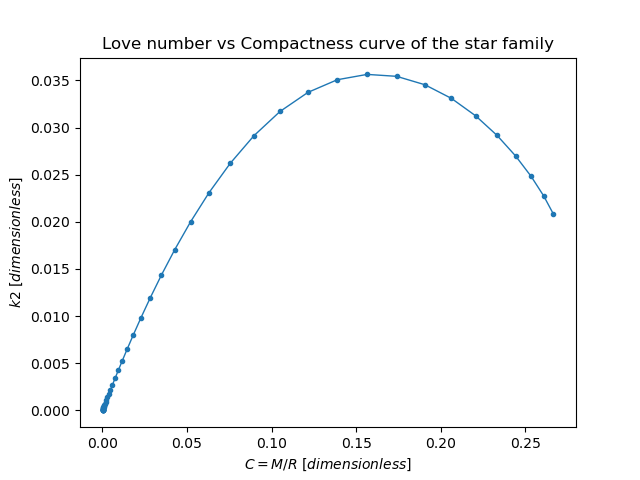 Love number vs Compactness curve of the star family
0.035
0.030
0.025
0.020
0.015
0.010
0.005
0.000
k2 [dimensionless]
0.00 0.05 0.10 0.15 0.20 0.25
C = M/R [dimensionless]